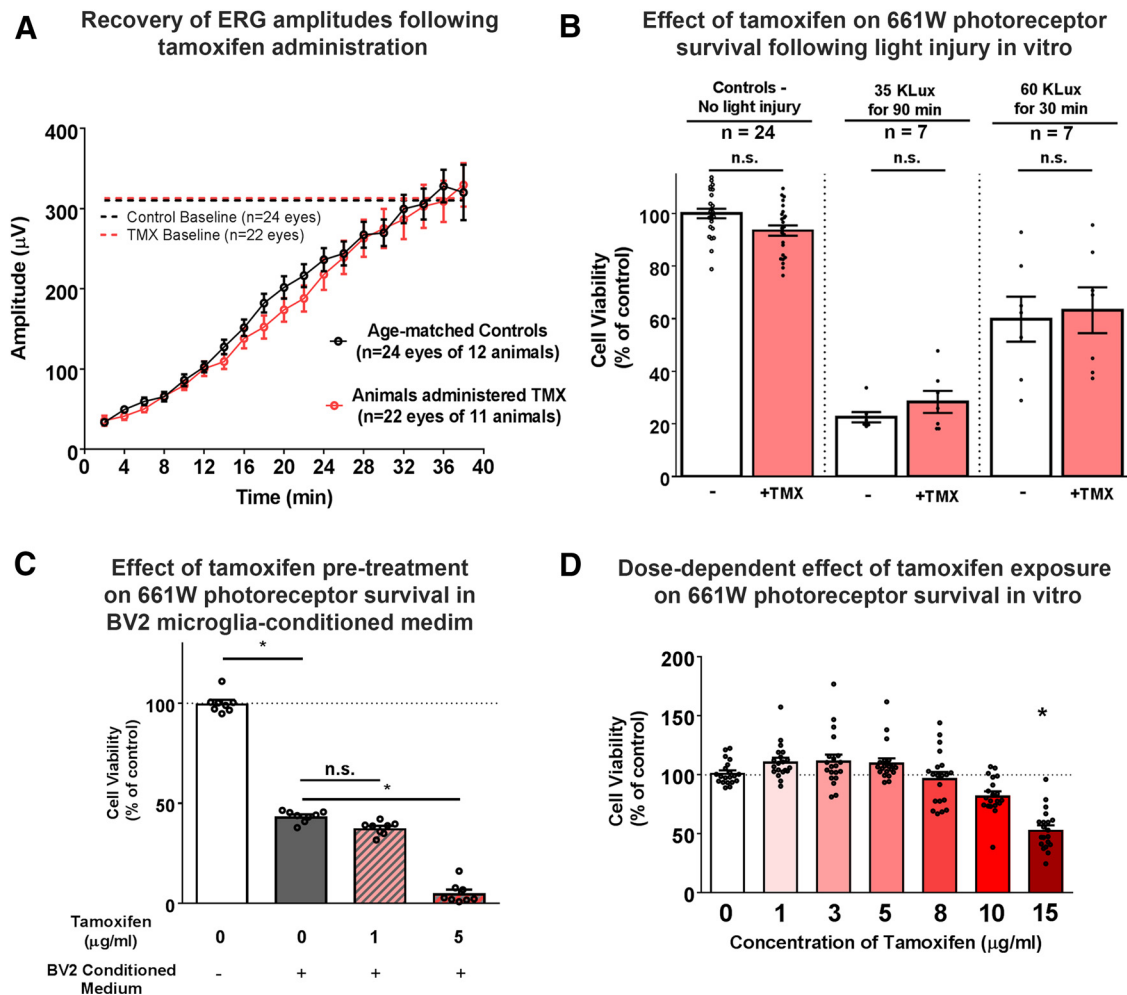 A
Recovery of ERG amplitudes following
tamoxifen administration
400
300
200
100
0
Amplitude (μV)
Control Baseline (n=24 eyes)
TMX Baseline (n=22 eyes)
Age-matched Controls
(n=24 eyes of 12 animals)
Animals administered TMX
(n=22 eyes of 11 animals)
0 4 8 12 16 20 24 28 32 36 40
Time (min)
B
Effect of tamoxifen on 661W photoreceptor
survival following light injury in vitro
Controls -
No light injury
n = 24
n.s.
35 KLux
for 90 min
n = 7
n.s.
60 KLux
for 30 min
n = 7
n.s.
Cell Viability
(% of control)
100
80
60
40
20
0
- +TMX - +TMX - +TMX
C
Effect of tamoxifen pre-treatment
on 661W photoreceptor survival in
BV2 microglia-conditioned medim
*
n.s.
*
Cell Viability
(% of control)
100
50
0
Tamoxifen
(μg/ml)
0 0 1 5
BV2 Conditioned
Medium
- + + +
D
Dose-dependent effect of tamoxifen exposure
on 661W photoreceptor survival in vitro
200
150
100
50
0
Cell Viability
(% of control)
*
0 1 3 5 8 10 15
Concentration of Tamoxifen (μg/ml)